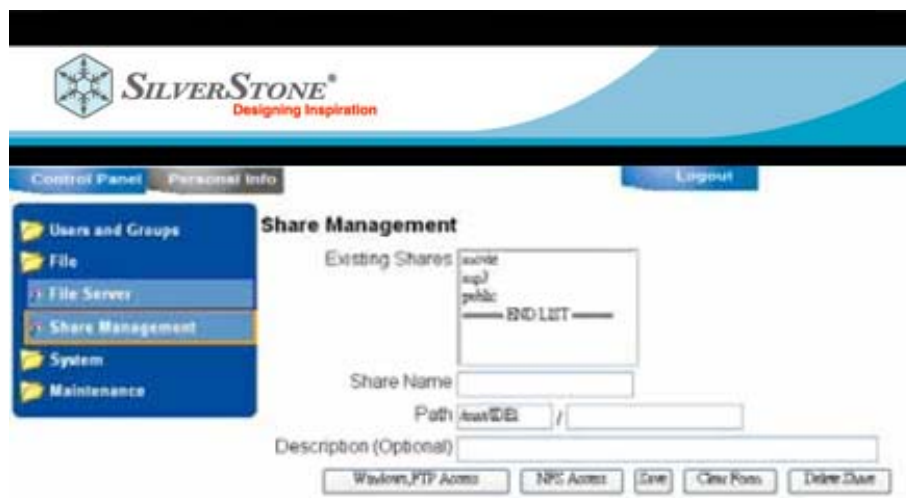 SILVERSTONE®
Designing Inspiration
Control Panel Personal Info Logout
Users and Groups
File
File Server
Share Management
System
Maintenance
Share Management
Existing Shares
movie
mp3
public
END LIST
Share Name
Path /
Description (Optional)
Windows,FTP Access NFS Access Save Clear Form Delete Share